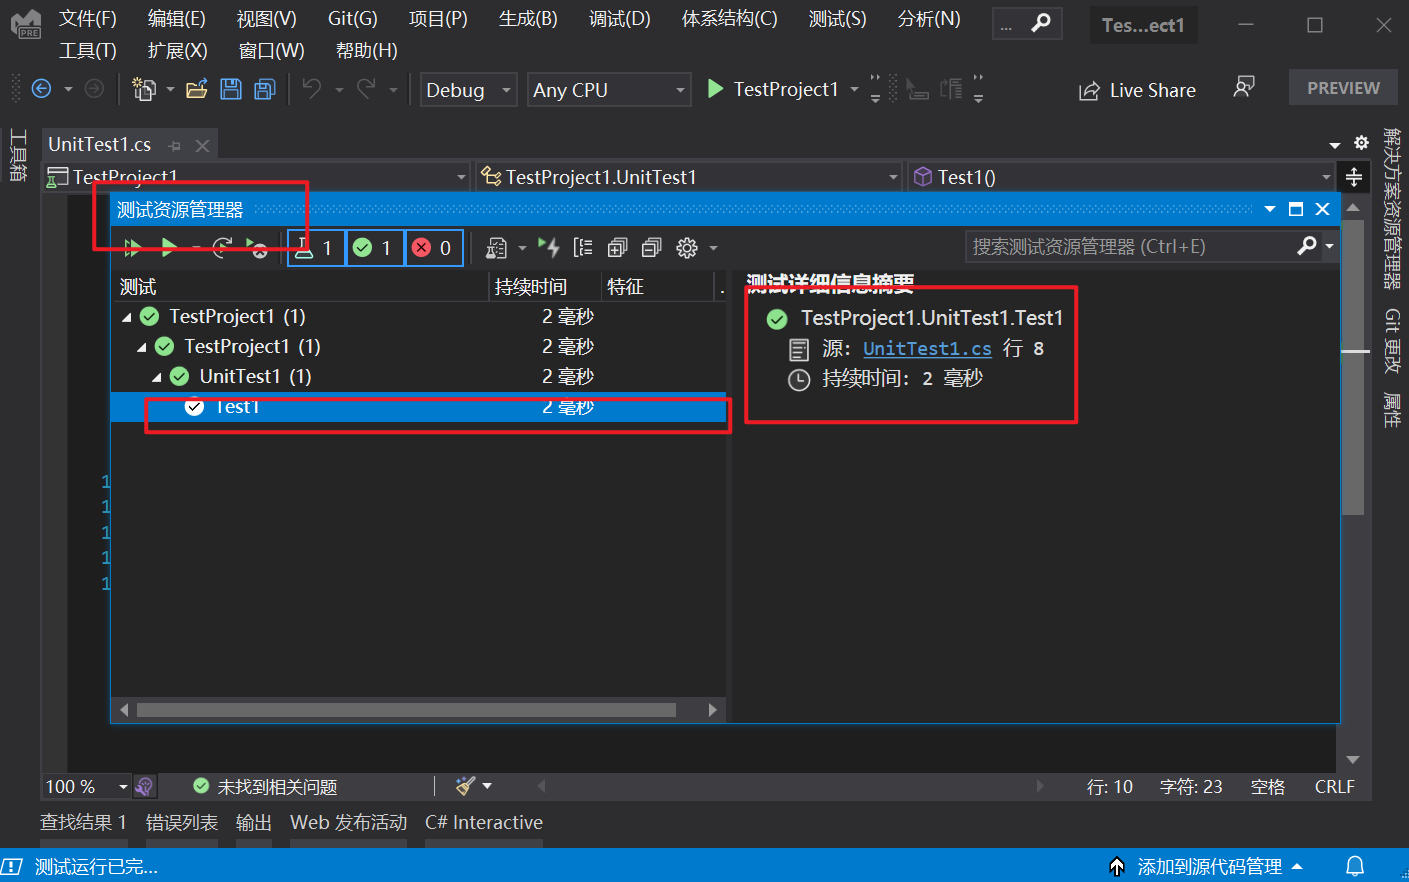 文件(F) 编辑(E) 视图(V) Git(G) 项目(P) 生成(B) 调试(D) 体系结构(C) 测试(S) 分析(N) ... Tes...ect1
PRE
工具(T) 扩展(X) 窗口(W) 帮助(H)
Debug Any CPU TestProject1 Live Share PREVIEW
工具箱
UnitTest1.cs
TestProject1 TestProject1.UnitTest1 Test1()
测试资源管理器
1 1 0 搜索测试资源管理器 (Ctrl+E)
测试 持续时间 特征 .
TestProject1 (1) 2 毫秒
TestProject1 (1) 2 毫秒
UnitTest1 (1) 2 毫秒
Test1 2 毫秒
测试详细信息摘要
TestProject1.UnitTest1.Test1
源: UnitTest1.cs 行 8
持续时间: 2 毫秒
1
1
1
1
1
解决方案资源管理器
Git 更改
属性
100 % 未找到相关问题 行: 10 字符: 23 空格 CRLF
查找结果 1 错误列表 输出 Web 发布活动 C# Interactive
测试运行已完... 添加到源代码管理